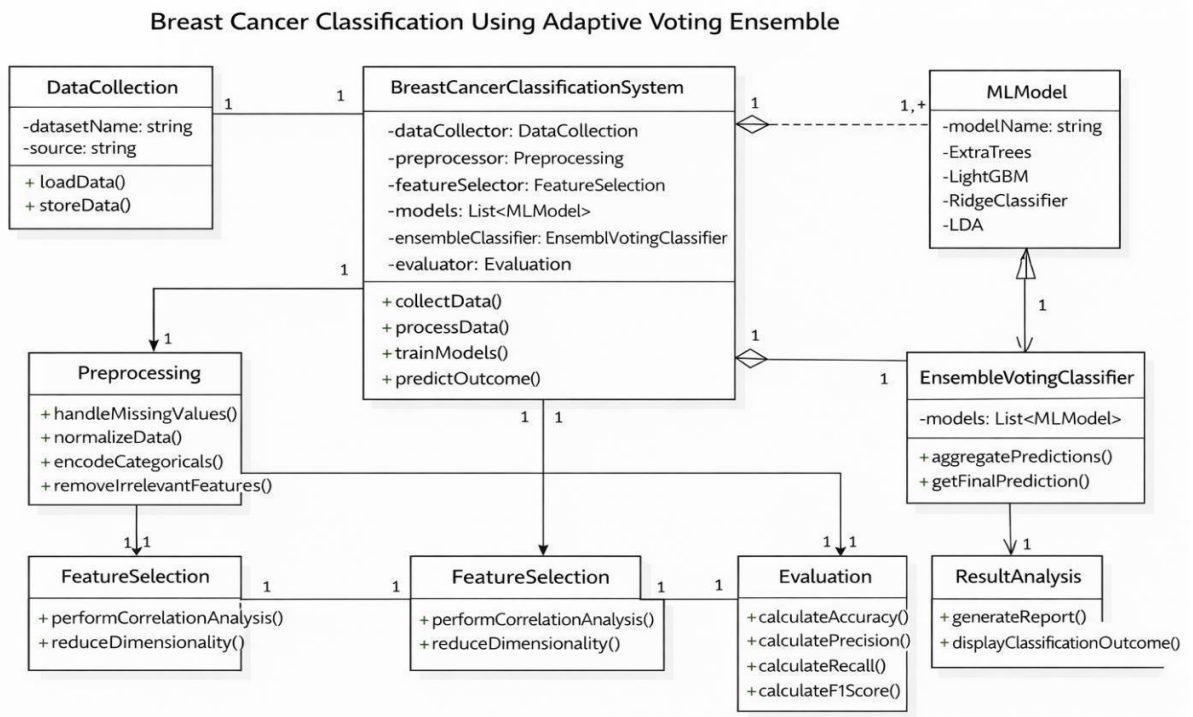 Breast Cancer Classification Using Adaptive Voting Ensemble
DataCollection
-datasetName: string
-source: string
+ loadData()
+ storeData()
1
1
BreastCancerClassificationSystem
-dataCollector: DataCollection
-preprocessor: Preprocessing
-featureSelector: FeatureSelection
-models: List<MLModel>
-ensembleClassifier: EnsemblVotingClassifier
-evaluator: Evaluation
+ collectData()
+ processData()
+ trainModels()
+ predictOutcome()
1
1,+
MLModel
-modelName: string
-ExtraTrees
-LightGBM
-RidgeClassifier
-LDA
1
1
1
1
1
Preprocessing
+ handleMissingValues()
+ normalizeData()
+ encodeCategoricals()
+ removeIrrelevantFeatures()
1
1
EnsembleVotingClassifier
-models: List<MLModel>
+ aggregatePredictions()
+ getFinalPrediction()
1 1
1 1
1
FeatureSelection
+ performCorrelationAnalysis()
+ reduceDimensionality()
1
1
FeatureSelection
+ performCorrelationAnalysis()
+ reduceDimensionality()
1
1
Evaluation
+ calculateAccuracy()
+ calculatePrecision()
+ calculateRecall()
+ calculateF1Score()
ResultAnalysis
+ generateReport()
+ displayClassificationOutcome()